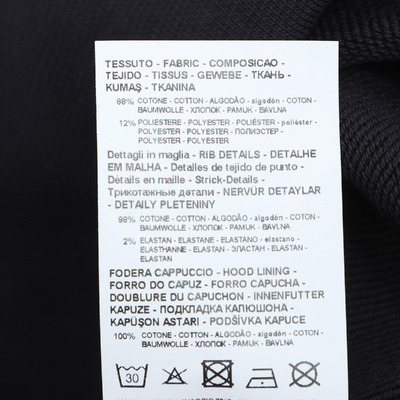 TESSUTO - FABRIC - COMPOSICAO -
TEJIDO - TISSUS - GEWEBE - ТКАНЬ -
KUMAŞ - TKANINA
88% COTONE - COTTON - ALGODÃO - algodón - COTON -
BAUMWOLLE - ХЛОПОК - PAMUK - BAVLNA
12% POLIESTERE - POLYESTER - POLIÉSTER - poliéster -
POLYESTER - POLYESTER - ПОЛИЭСТЕР -
POLYESTER - POLYESTER
Dettagli in maglia - RIB DETAILS - DETALHE
EM MALHA - Detalles de tejido de punto -
Détails en maille - Strick-Details -
Трикотажные детали - NERVÜR DETAYLAR
- DETAILY PLETENINY
98% COTONE - COTTON - ALGODÃO - algodón - COTON -
BAUMWOLLE - ХЛОПОК - PAMUK - BAVLNA
2% ELASTAN - ELASTANE - ELASTANO - elastano -
ÉLASTHANNE - ELASTAN - ЭЛАСТАН - ELASTAN -
ELASTAN
FODERA CAPPUCCIO - HOOD LINING -
FORRO DO CAPUZ - FORRO CAPUCHA -
DOUBLURE DU CAPUCHON - INNENFUTTER
KAPUZE - ПОДКЛАДКА КАПЮШОНА -
KAPÜŞON ASTARI - PODŠÍVKA KAPUCE
100% COTONE - COTTON - ALGODÃO - algodón - COTON -
BAUMWOLLE - ХЛОПОК - PAMUK - BAVLNA
30